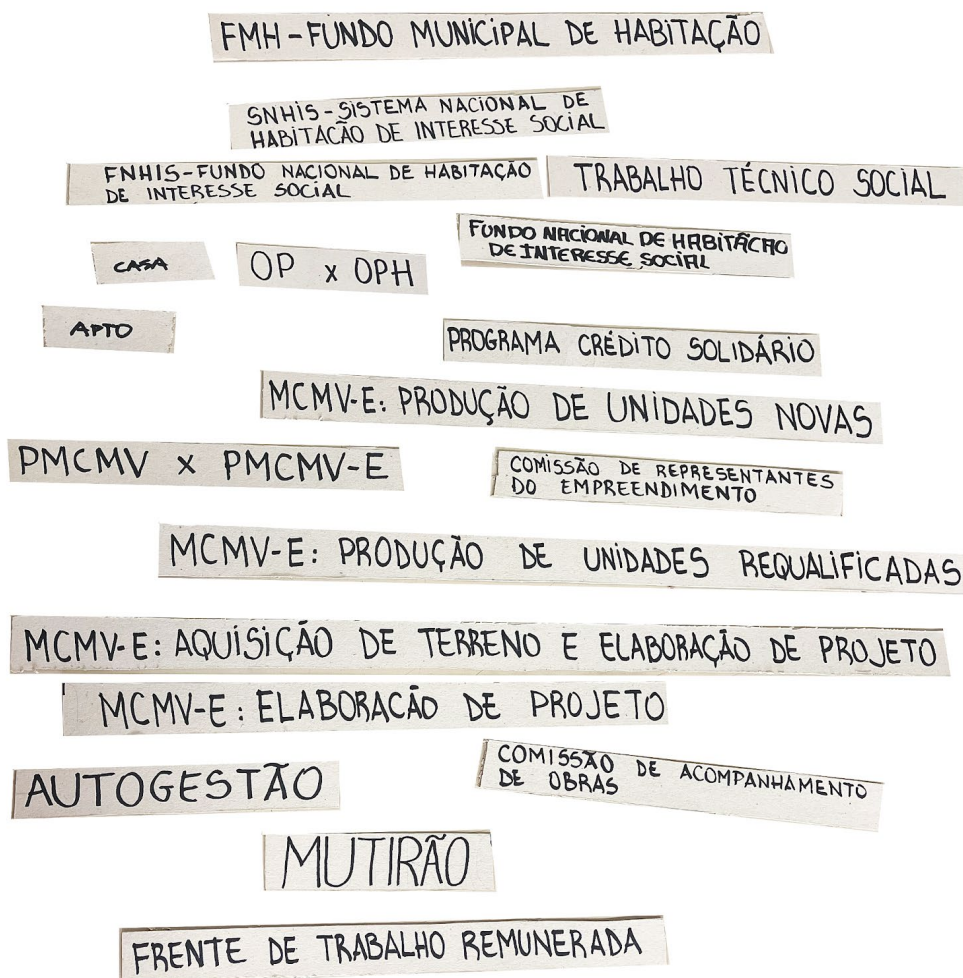 FMH-FUNDO MUNICIPAL DE HABITAÇÃO
SNHIS-SISTEMA NACIONAL DE
HABITACÃO DE INTERESSE SOCIAL
FNHIS-FUNDO NACIONAL DE HABITAÇÃO
DE INTERESSE SOCIAL
TRABALHO TÉCNICO SOCIAL
FUNDO NACIONAL DE HABITAÇÃO
DE INTERESSE SOCIAL
CASA
OP x OPH
APTO
PROGRAMA CRÉDITO SOLIDÁRIO
MCMV-E: PRODUÇÃO DE UNIDADES NOVAS
PMCMV x PMCMV-E
COMISSÃO DE REPRESENTANTES
DO EMPREENDIMENTO
MCMV-E: PRODUÇÃO DE UNIDADES REQUALIFICADAS
MCMV-E: AQUISIÇÃO DE TERRENO E ELABORAÇÃO DE PROJETO
MCMV-E: ELABORACÃO DE PROJETO
COMISSÃO DE ACOMPANHAMENTO
DE OBRAS
AUTOGESTÃO
MUTIRÃO
FRENTE DE TRABALHO REMUNERADA